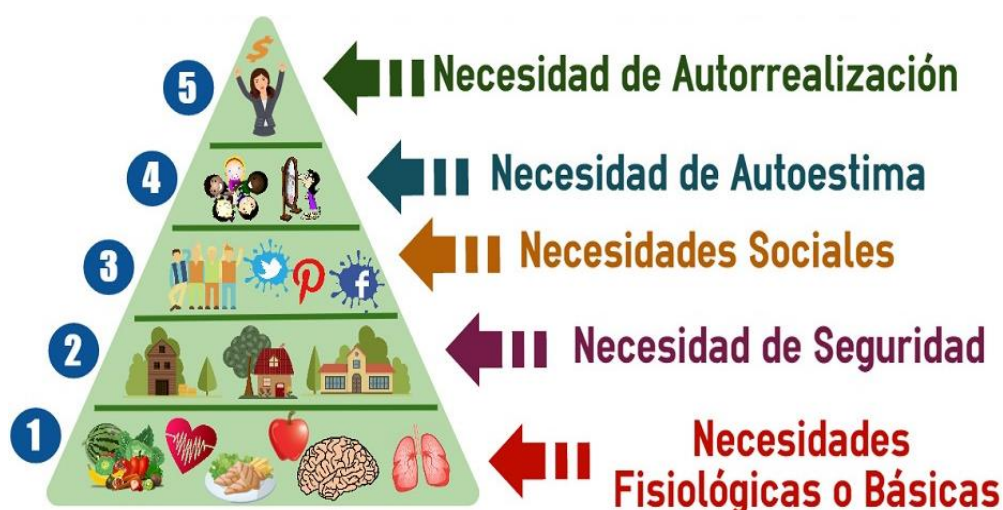 $
5
Necesidad de Autorrealización
4
Necesidad de Autoestima
3
Necesidades Sociales
f
2
Necesidad de Seguridad
1
Necesidades
Fisiológicas o Básicas